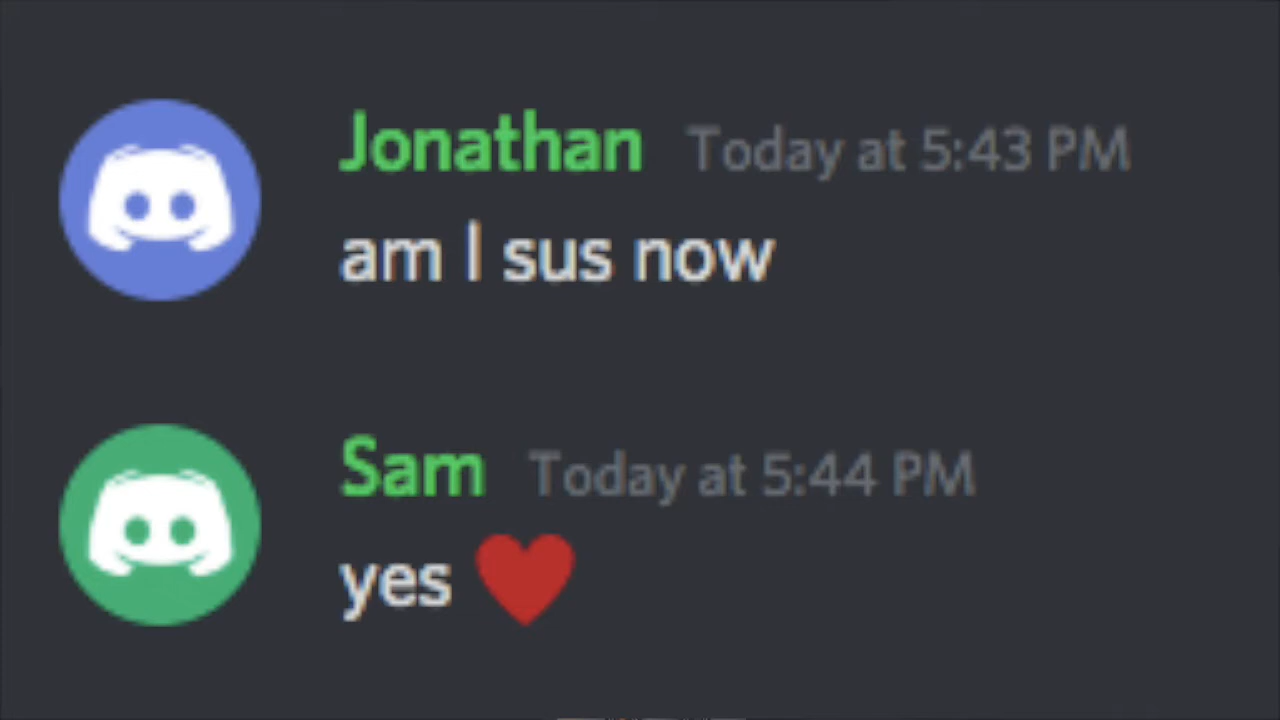 Jonathan Today at 5:43 PM
am I sus now
Sam Today at 5:44 PM
yes ♥